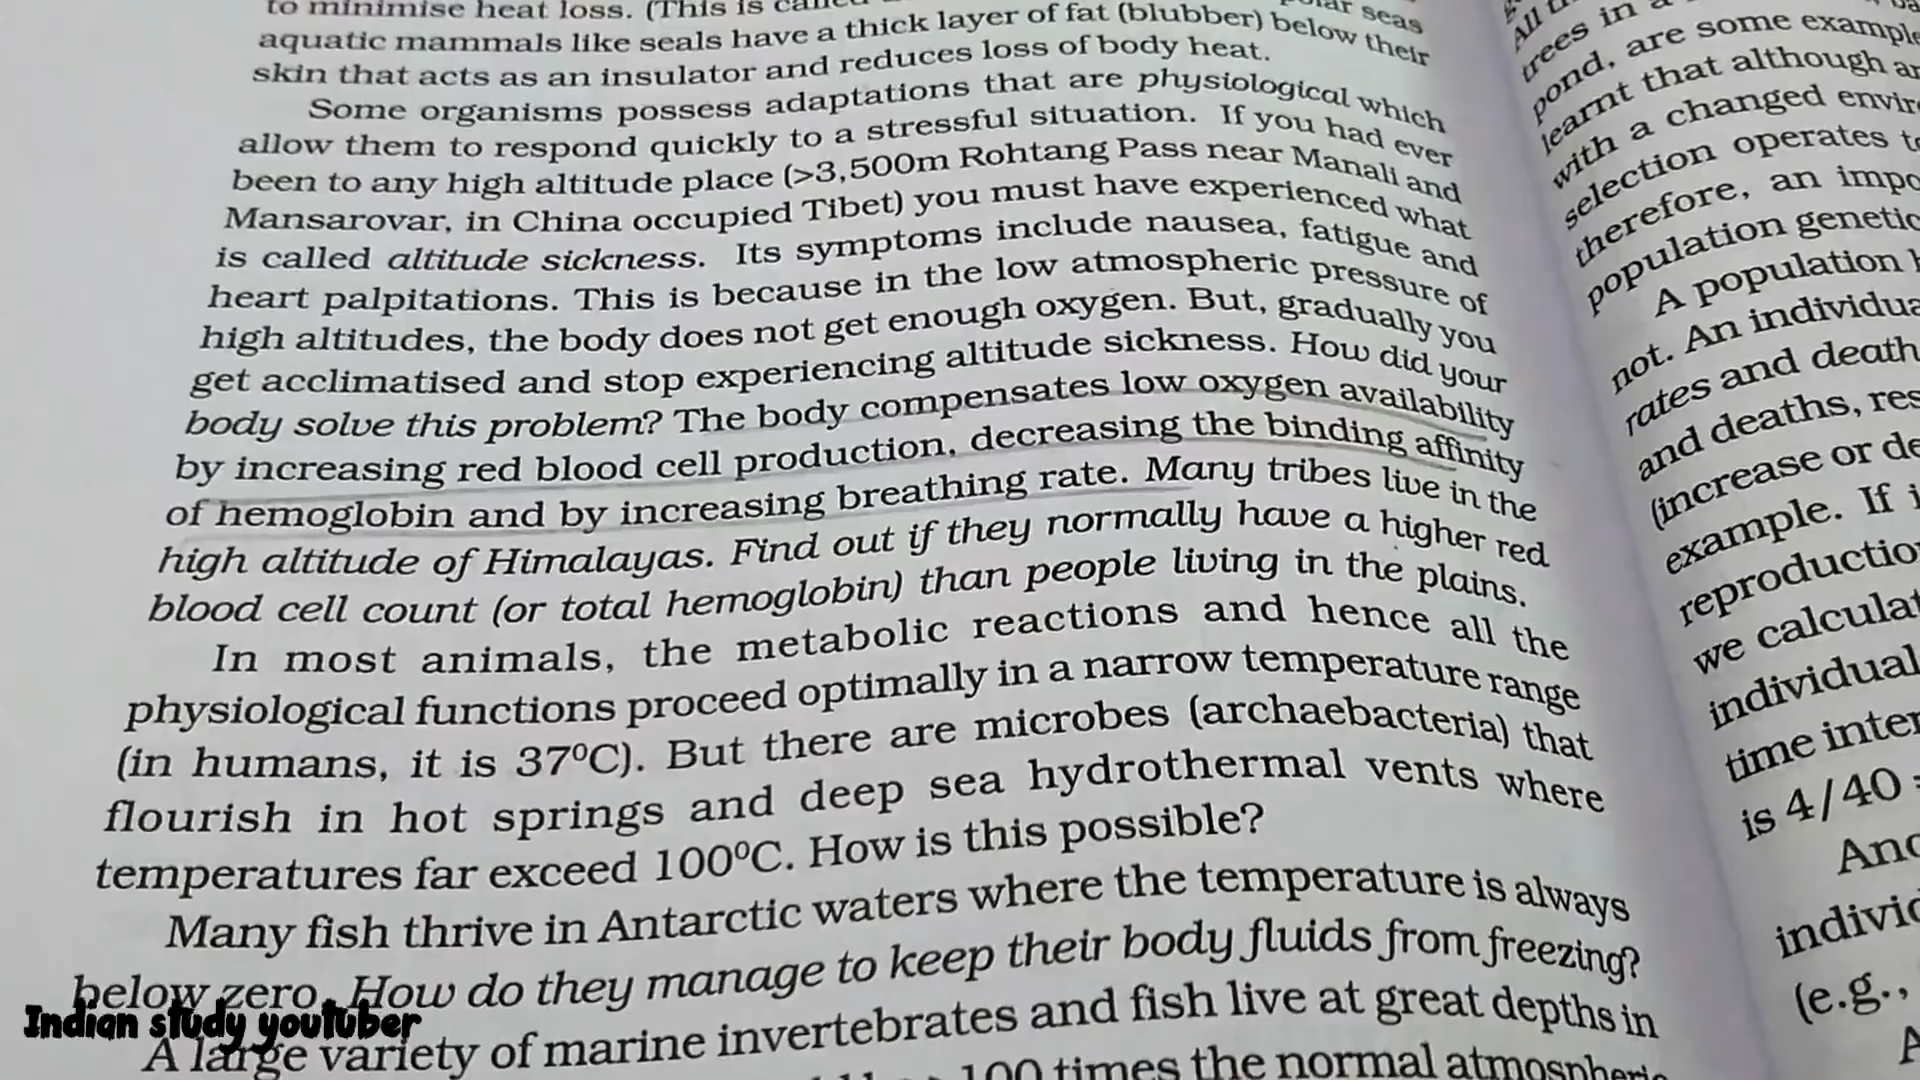 to minimise heat loss. (This is seas
aquatic mammals like seals have a thick layer of fat (blubber) below their
skin that acts as an insulator and reduces loss of body heat.
Some organisms possess adaptations that are physiological which
allow them to respond quickly to a stressful situation. If you had ever
been to any high altitude place (>3,500m Rohtang Pass near Manali and
Mansarovar, in China occupied Tibet) you must have experienced what
is called altitude sickness. Its symptoms include nausea, fatigue and
heart palpitations. This is because in the low atmospheric pressure of
high altitudes, the body does not get enough oxygen. But, gradually you
get acclimatised and stop experiencing altitude sickness. How did your
body solve this problem? The body compensates low oxygen availability
by increasing red blood cell production, decreasing the binding affinity
of hemoglobin and by increasing breathing rate. Many tribes live in the
high altitude of Himalayas. Find out if they normally have a higher red
blood cell count (or total hemoglobin) than people living in the plains.
In most animals, the metabolic reactions and hence all the
physiological functions proceed optimally in a narrow temperature range
(in humans, it is 37⁰C). But there are microbes (archaebacteria) that
flourish in hot springs and deep sea hydrothermal vents where
temperatures far exceed 100⁰C. How is this possible?
Many fish thrive in Antarctic waters where the temperature is always
below zero. How do they manage to keep their body fluids from freezing?
A large variety of marine invertebrates and fish live at great depths in
100 times the normal atmospheric
Indian study youtuber
All
trees in a
pond, are some example
learnt that although an
with a changed enviro
selection operates to
therefore, an impo
population genetic
A population h
not. An individua
rates and death
and deaths, res
(increase or de
example. If i
reproductio
we calculat
individual
time inter
is 4/40 =
Ano
individ
(e.g.,
A